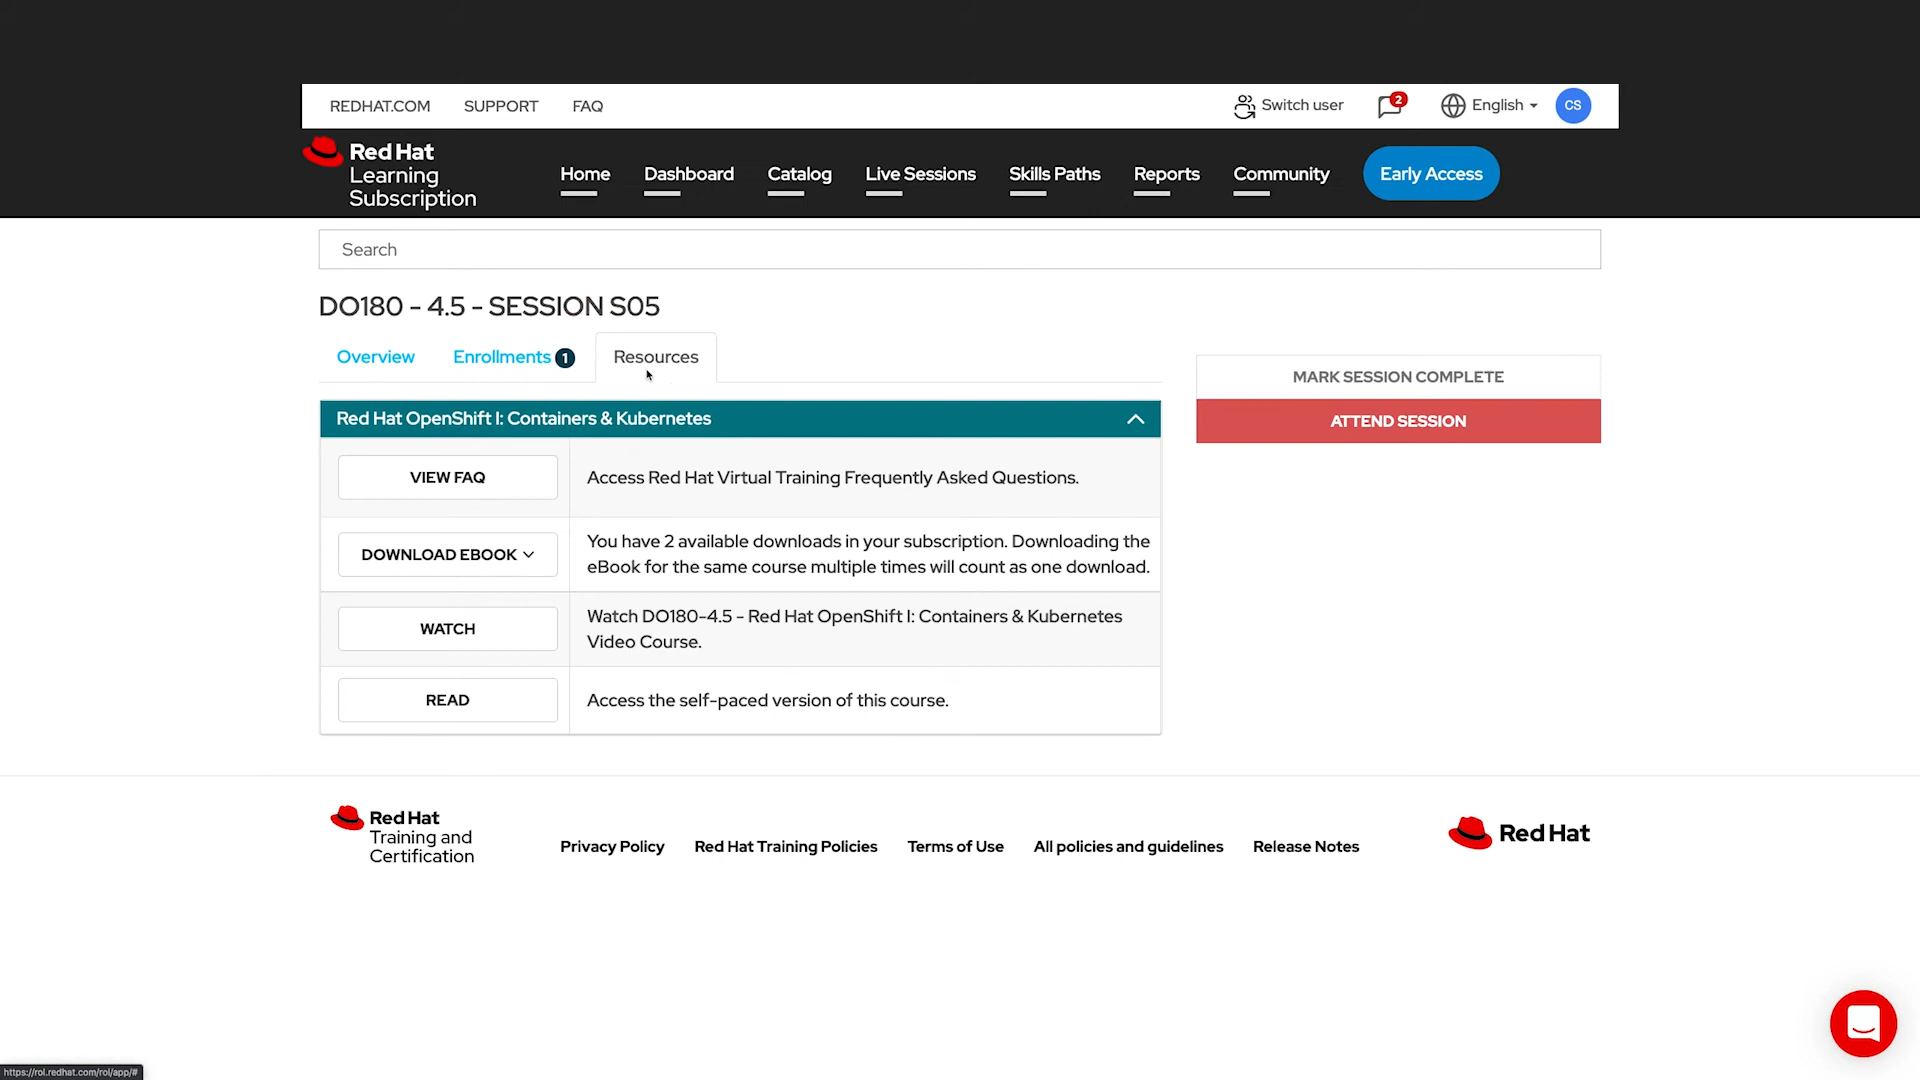 REDHAT.COM SUPPORT FAQ Switch user 2 English CS
Red Hat
Learning
Subscription
Home Dashboard Catalog Live Sessions Skills Paths Reports Community Early Access
Search
DO180 - 4.5 - SESSION S05
Overview Enrollments 1 Resources
MARK SESSION COMPLETE
ATTEND SESSION
Red Hat OpenShift I: Containers & Kubernetes
VIEW FAQ Access Red Hat Virtual Training Frequently Asked Questions.
DOWNLOAD EBOOK You have 2 available downloads in your subscription. Downloading the
eBook for the same course multiple times will count as one download.
WATCH Watch DO180-4.5 - Red Hat OpenShift I: Containers & Kubernetes
Video Course.
READ Access the self-paced version of this course.
Red Hat
Training and
Certification
Privacy Policy Red Hat Training Policies Terms of Use All policies and guidelines Release Notes
Red Hat
https://rol.redhat.com/rol/app/#